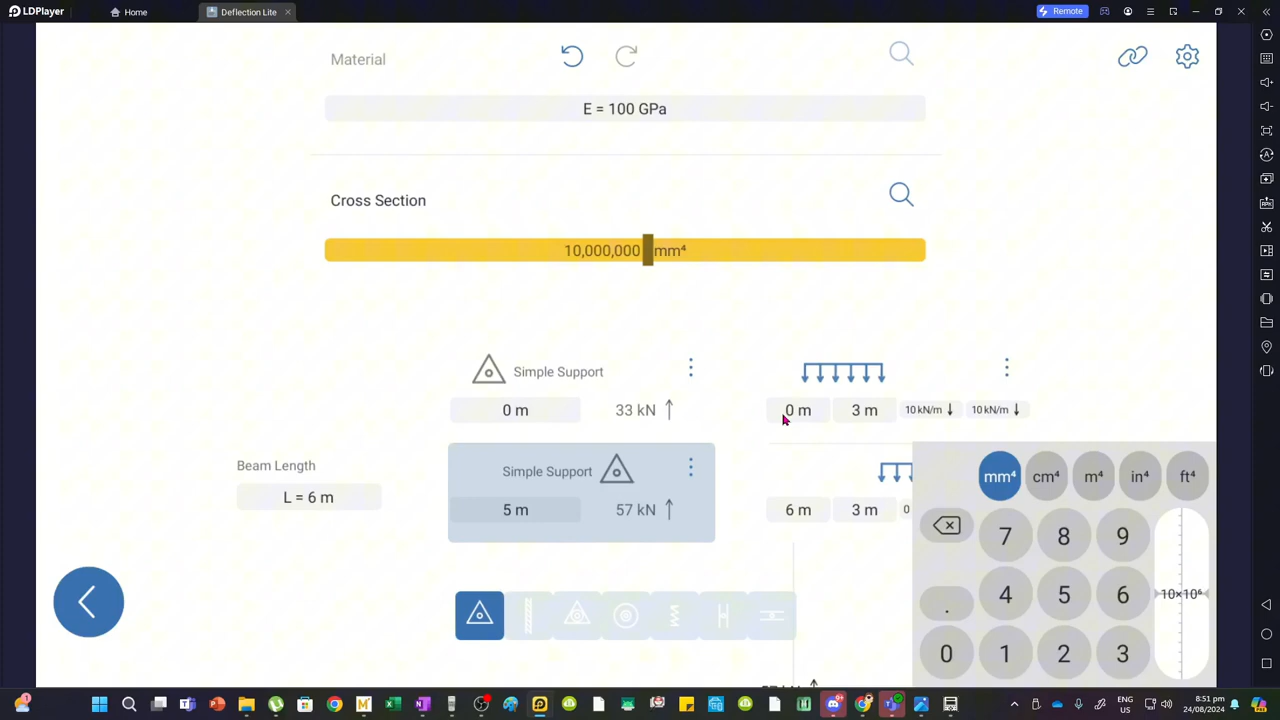 LDPlayer
Home
Deflection Lite
Remote
Material
E = 100 GPa
Cross Section
10,000,000 mm⁴
Simple Support
0 m
33 kN ↑
0 m
3 m
10 kN/m ↓
10 kN/m ↓
Beam Length
L = 6 m
Simple Support
5 m
57 kN ↑
6 m
3 m
0
mm⁴
cm⁴
m⁴
in⁴
ft⁴
7
8
9
.
4
5
6
10×10⁶
0
1
2
3
ENG
US
8:51 pm
24/08/2024